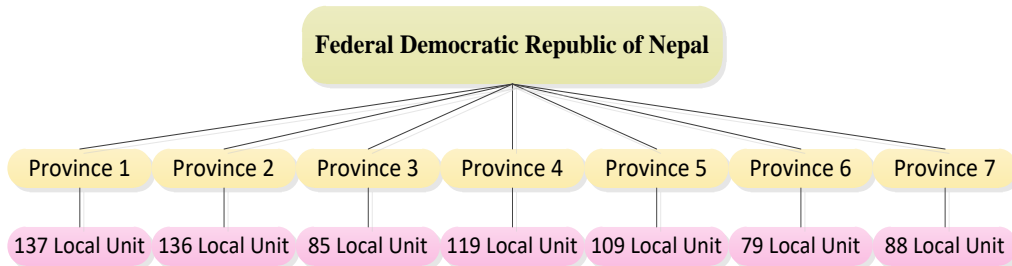 Federal Democratic Republic of Nepal
Province 1
Province 2
Province 3
Province 4
Province 5
Province 6
Province 7
137 Local Unit
136 Local Unit
85 Local Unit
119 Local Unit
109 Local Unit
79 Local Unit
88 Local Unit